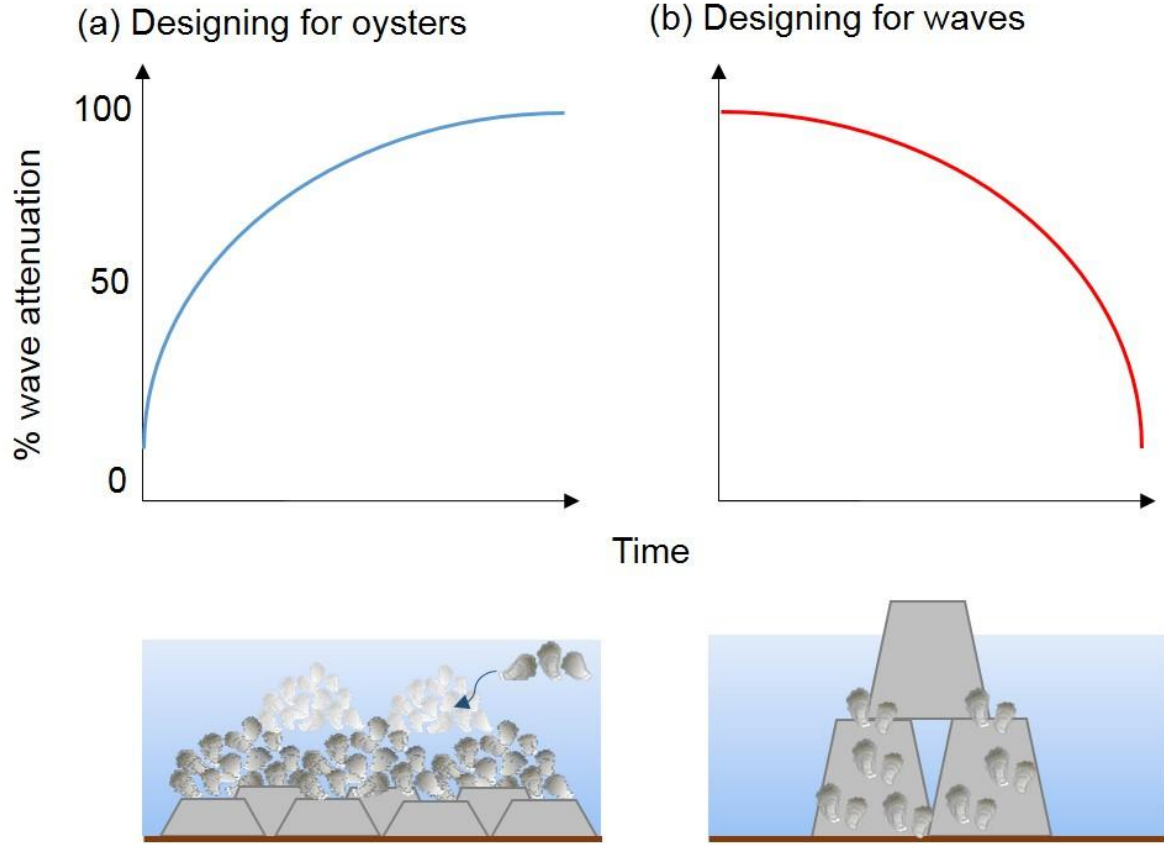 (a) Designing for oysters
(b) Designing for waves
% wave attenuation
100
50
0
Time